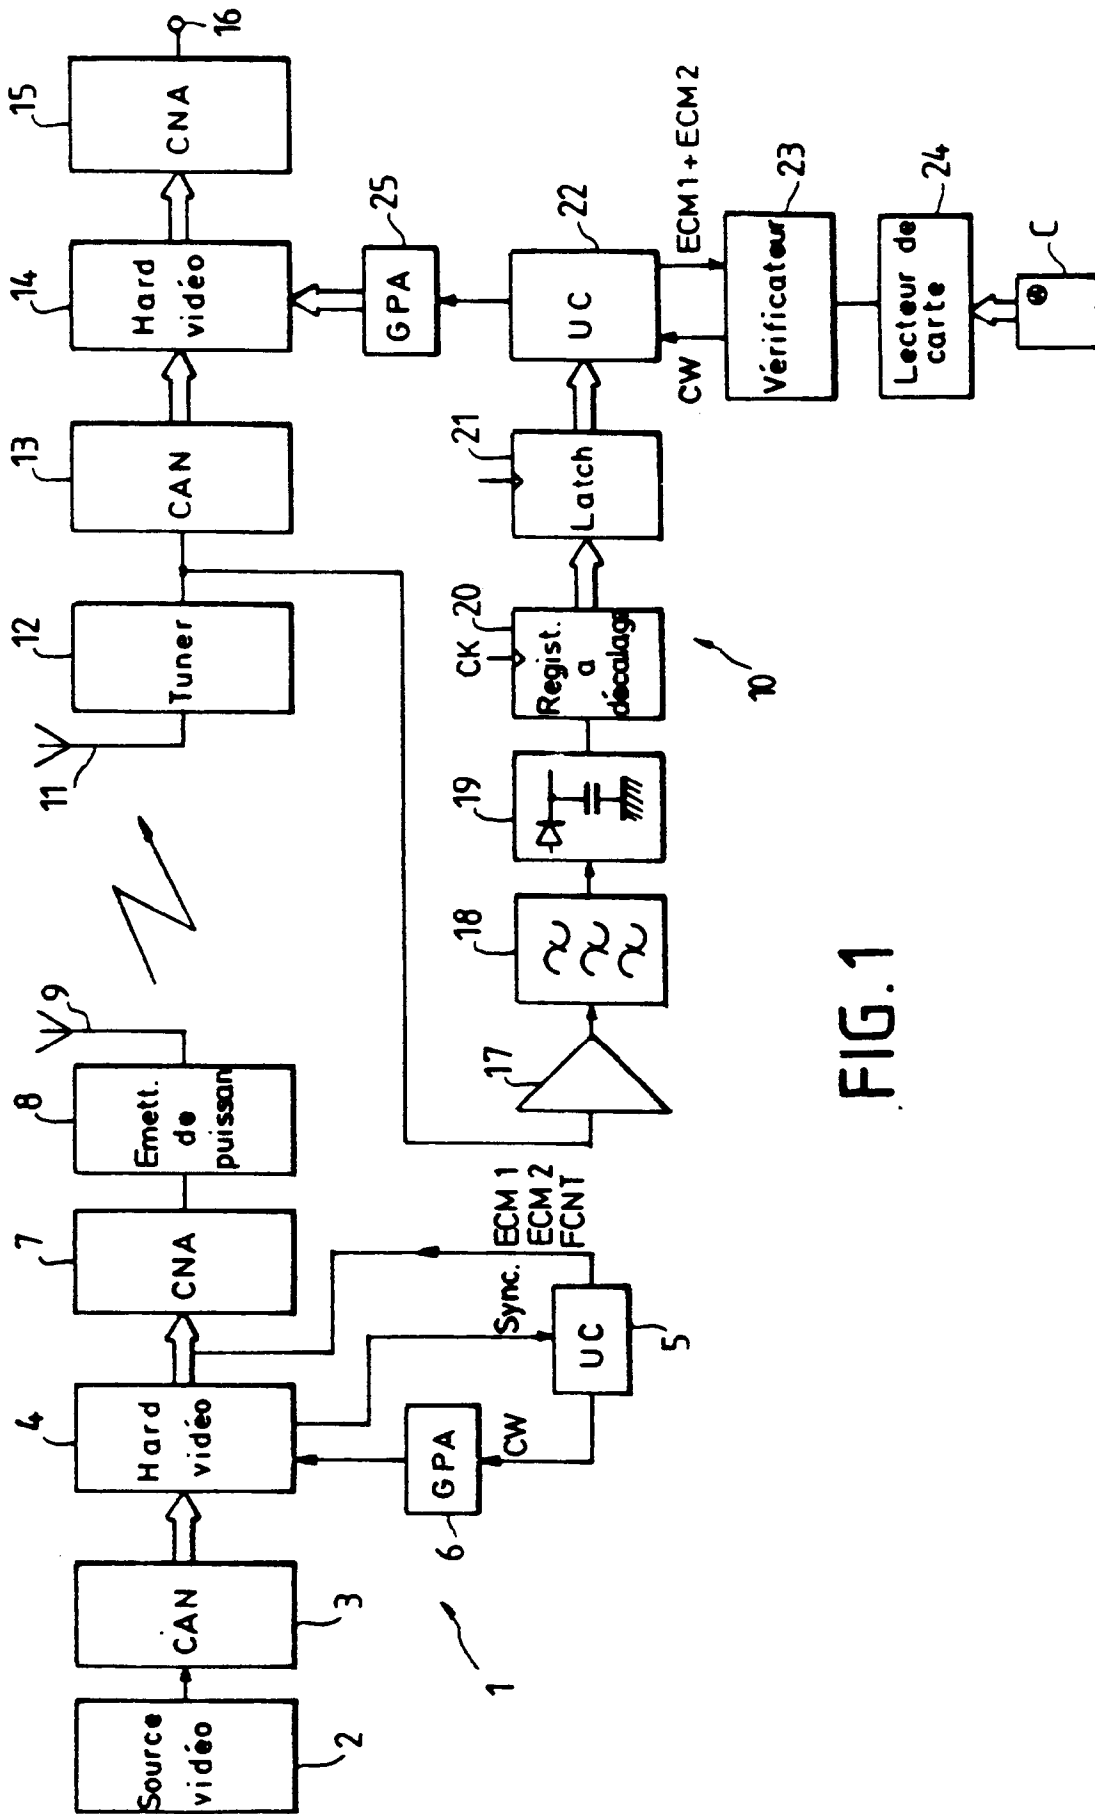 Source
vidéo
2
CAN
3
Hard
vidéo
4
CNA
7
Emett.
de
puissan
8
9
GPA
6
CW
UC
5
Sync.
ECM 1
ECM 2
FCNT
1
11
Tuner
12
CAN
13
Hard
vidéo
14
CNA
15
16
17
18
19
CK
20
Regist.
a
décalage
Latch
21
UC
22
GPA
25
CW
ECM1 + ECM2
Vérificateur
23
Lecteur de
carte
24
C
10
FIG.1